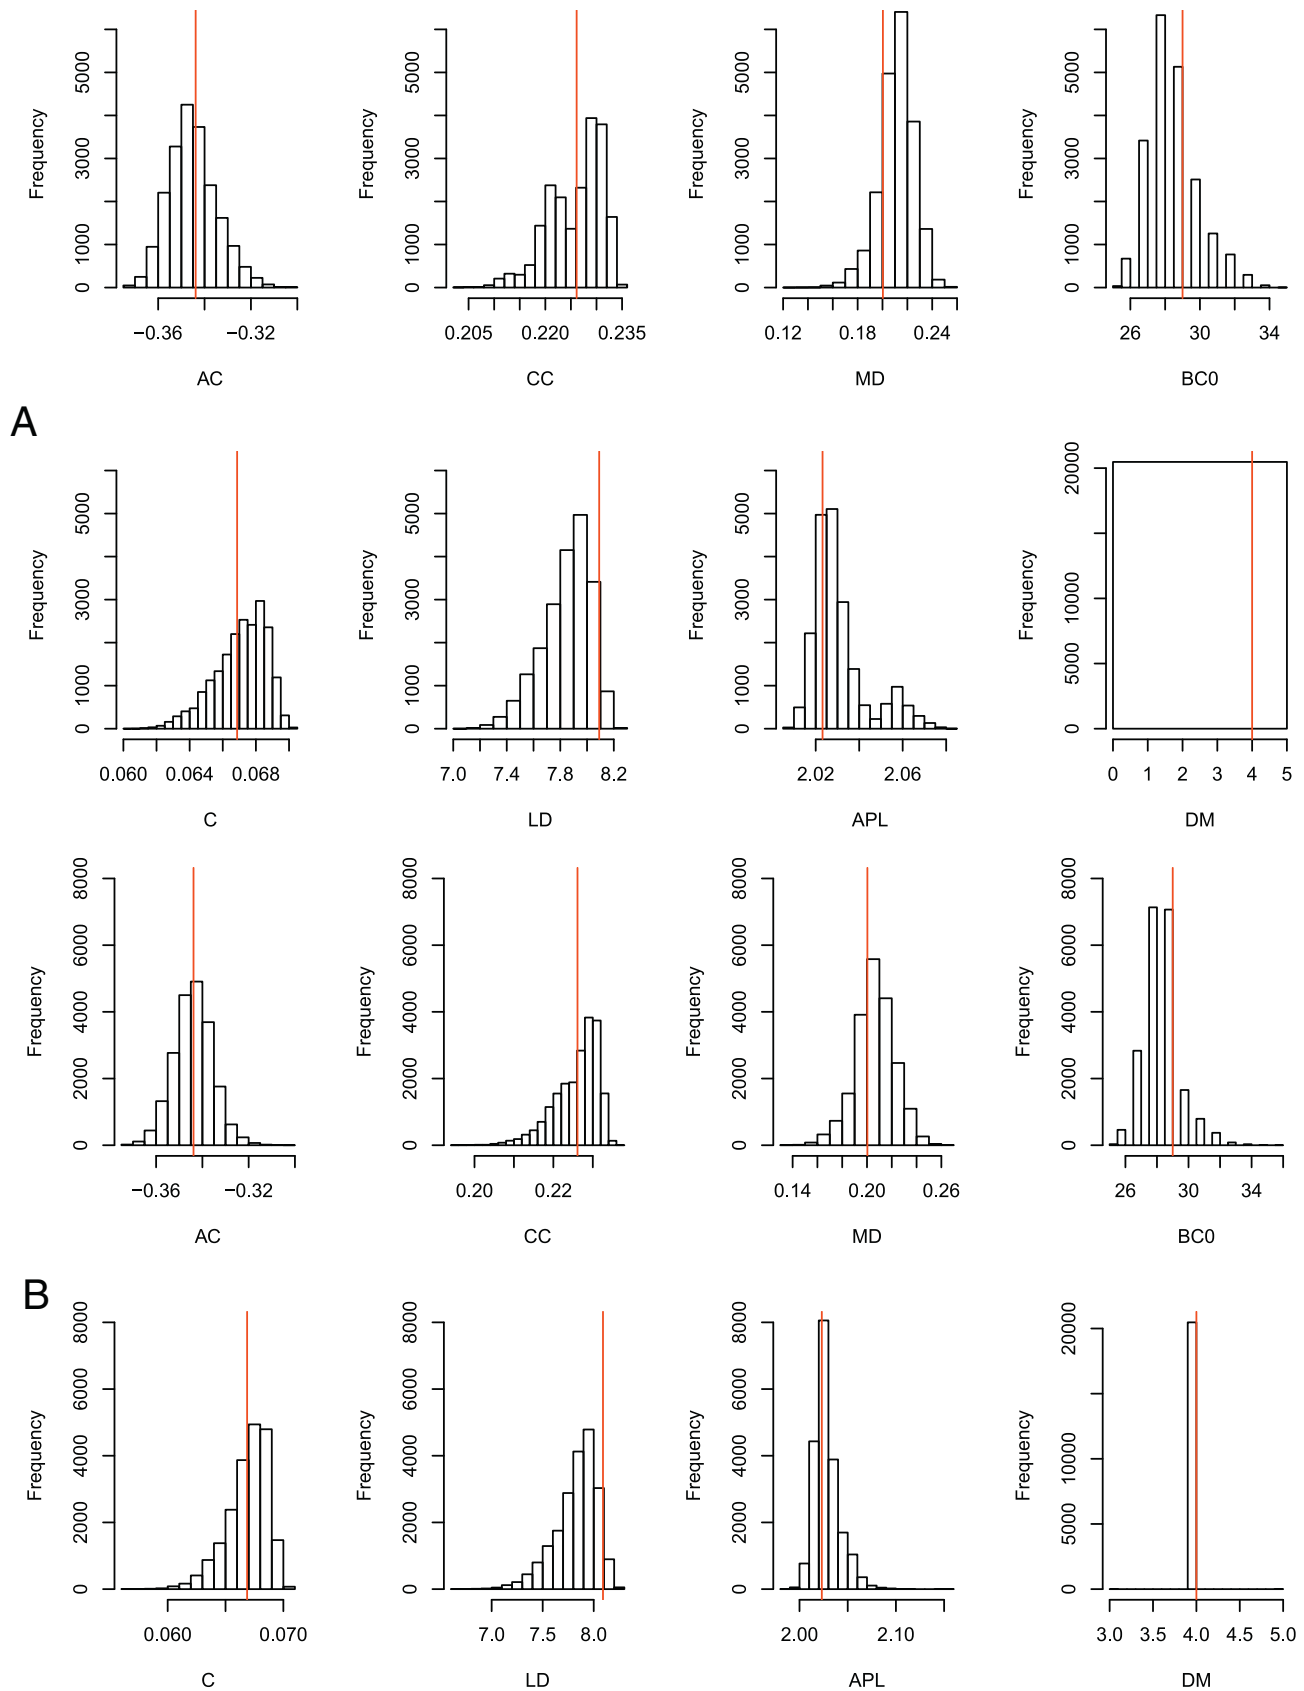 Frequency
0 1000 3000 5000
−0.36 −0.32
AC
Frequency
0 1000 3000 5000
0.205 0.220 0.235
CC
Frequency
0 1000 3000 5000
0.12 0.18 0.24
MD
Frequency
0 1000 3000 5000
26 30 34
BC0
A
Frequency
0 1000 3000 5000
0.060 0.064 0.068
C
Frequency
0 1000 3000 5000
7.0 7.4 7.8 8.2
LD
Frequency
0 1000 3000 5000
2.02 2.06
APL
Frequency
0 5000 10000 20000
0 1 2 3 4 5
DM
Frequency
0 2000 4000 6000 8000
−0.36 −0.32
AC
Frequency
0 2000 4000 6000 8000
0.20 0.22
CC
Frequency
0 2000 4000 6000 8000
0.14 0.20 0.26
MD
Frequency
0 2000 4000 6000 8000
26 30 34
BC0
B
Frequency
0 2000 4000 6000 8000
0.060 0.070
C
Frequency
0 2000 4000 6000 8000
7.0 7.5 8.0
LD
Frequency
0 2000 4000 6000 8000
2.00 2.10
APL
Frequency
0 5000 10000 20000
3.0 3.5 4.0 4.5 5.0
DM